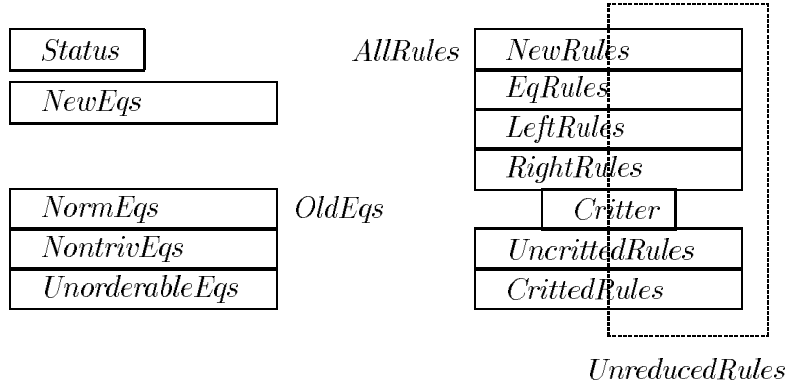 Status
NewEqs
NormEqs
NontrivEqs
UnorderableEqs
OldEqs
AllRules
NewRules
EqRules
LeftRules
RightRules
Critter
UncrittedRules
CrittedRules
UnreducedRules